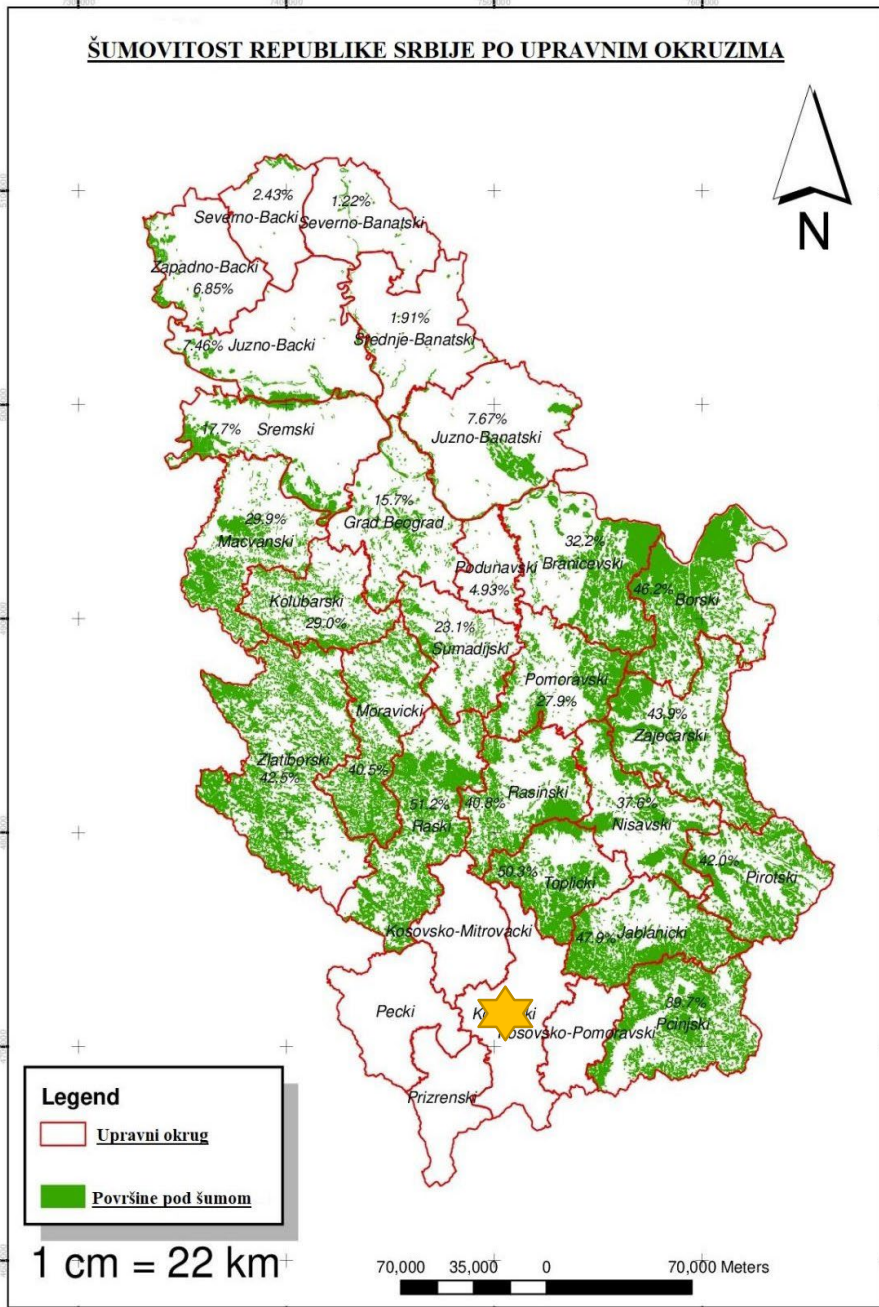 ŠUMOVITOST REPUBLIKE SRBIJE PO UPRAVNIM OKRUZIMA
N
2.43%
Severno-Backi
1.22%
Severno-Banatski
Zapadno-Backi
6.85%
1.91%
Srednje-Banatski
7.46% Juzno-Backi
7.67%
Juzno-Banatski
17.7% Sremski
15.7%
Grad Beograd
29.9%
Macvanski
32.2%
Branicevski
Podunavski
4.93%
46.2%
Borski
Kolubarski
29.0%
23.1%
Sumadijski
Pomoravski
27.9%
Moravicki
40.5%
43.9%
Zajecarski
Zlatiborski
42.5%
51.2%
Raski
40.8%
Rasinski
37.6%
Nisavski
42.0%
Pirotski
50.3%
Toplicki
47.9%
Jablanicki
Kosovsko-Mitrovacki
Pecki
39.7%
Pcinjski
Prizrenski
Legend
Upravni okrug
Površine pod šumom
1 cm = 22 km
70,000 35,000 0 70,000 Meters